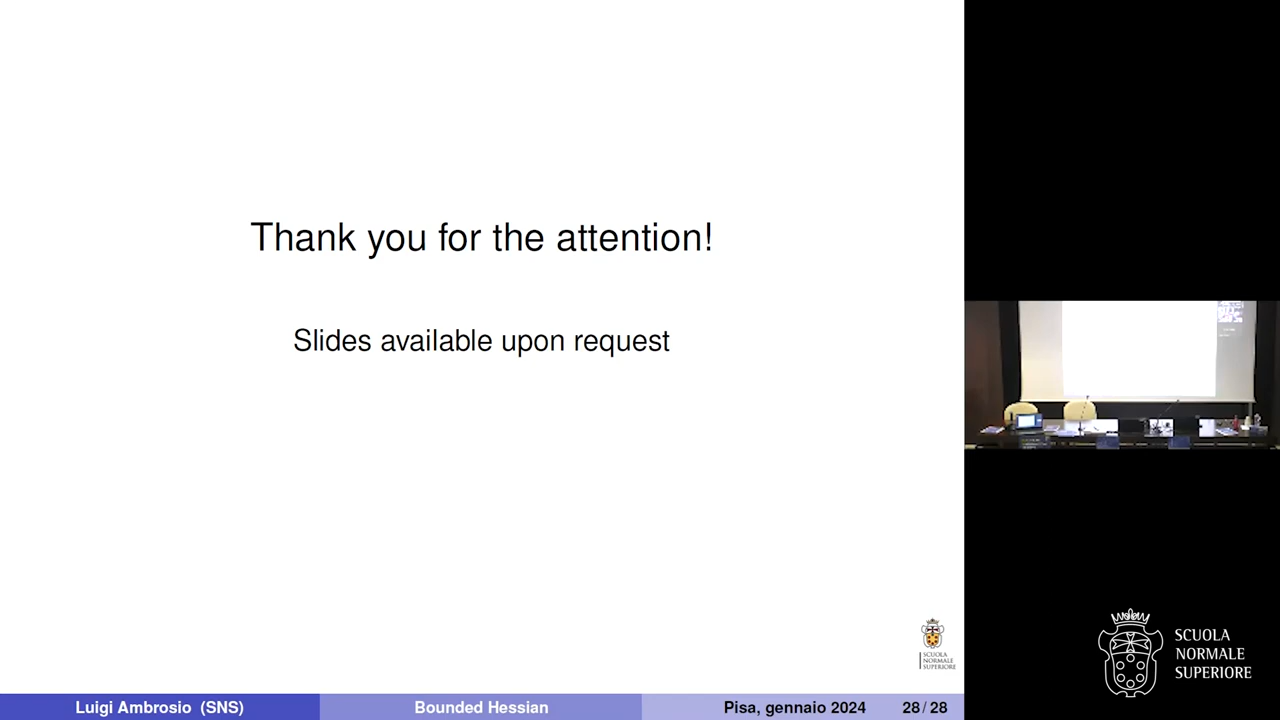 Thank you for the attention!
Slides available upon request
SCUOLA
NORMALE
SUPERIORE
Luigi Ambrosio (SNS)
Bounded Hessian
Pisa, gennaio 2024
28 / 28
SCUOLA
NORMALE
SUPERIORE